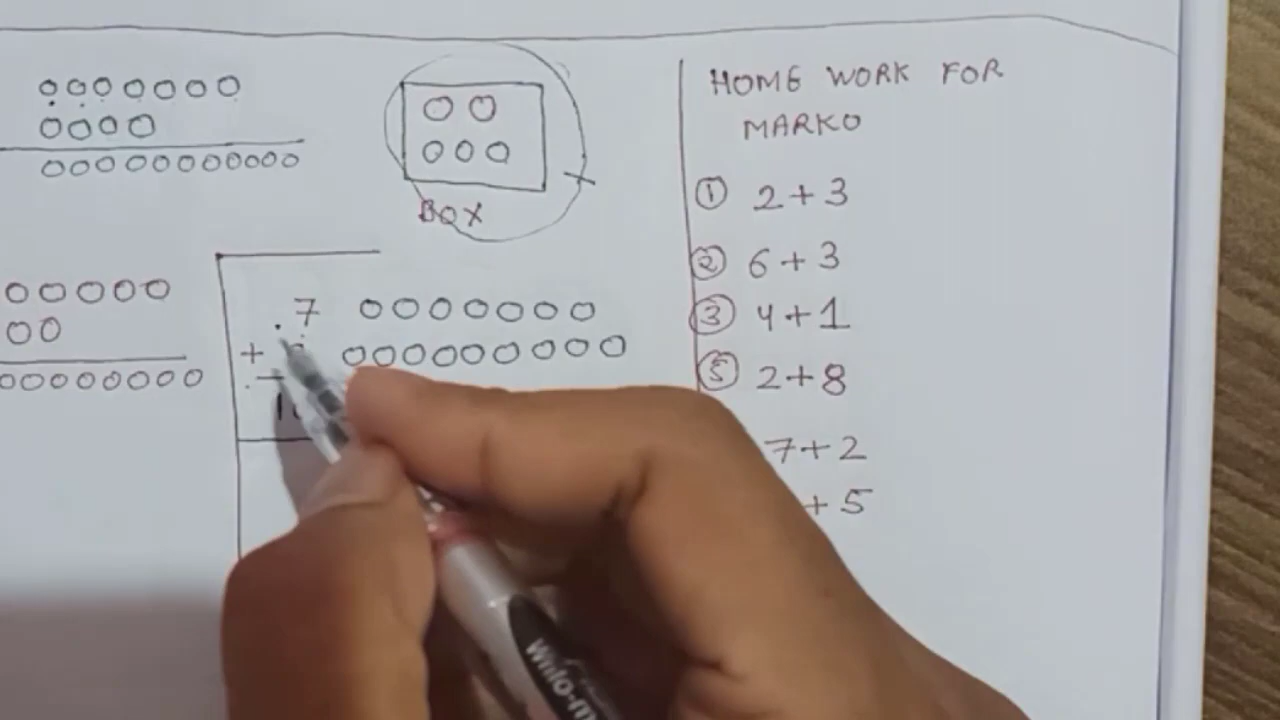 HOME WORK FOR
MARKO
① 2+3
BOX
② 6+3
7
③ 4+1
+
⑤ 2+8
7+2
+5